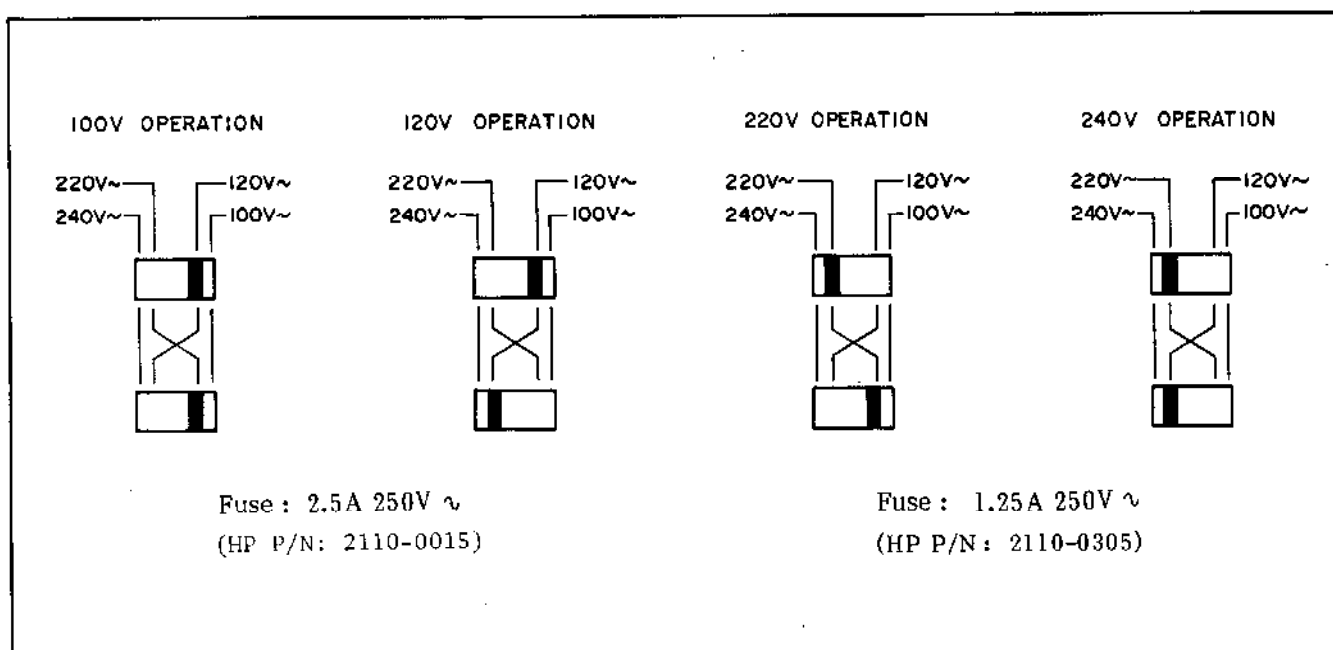 100V OPERATION 120V OPERATION 220V OPERATION 240V OPERATION
220V~ 120V~ 220V~ 120V~ 220V~ 120V~ 220V~ 120V~
240V~ 100V~ 240V~ 100V~ 240V~ 100V~ 240V~ 100V~
Fuse : 2.5A 250V ∿ Fuse : 1.25A 250V ∿
(HP P/N: 2110-0015) (HP P/N : 2110-0305)